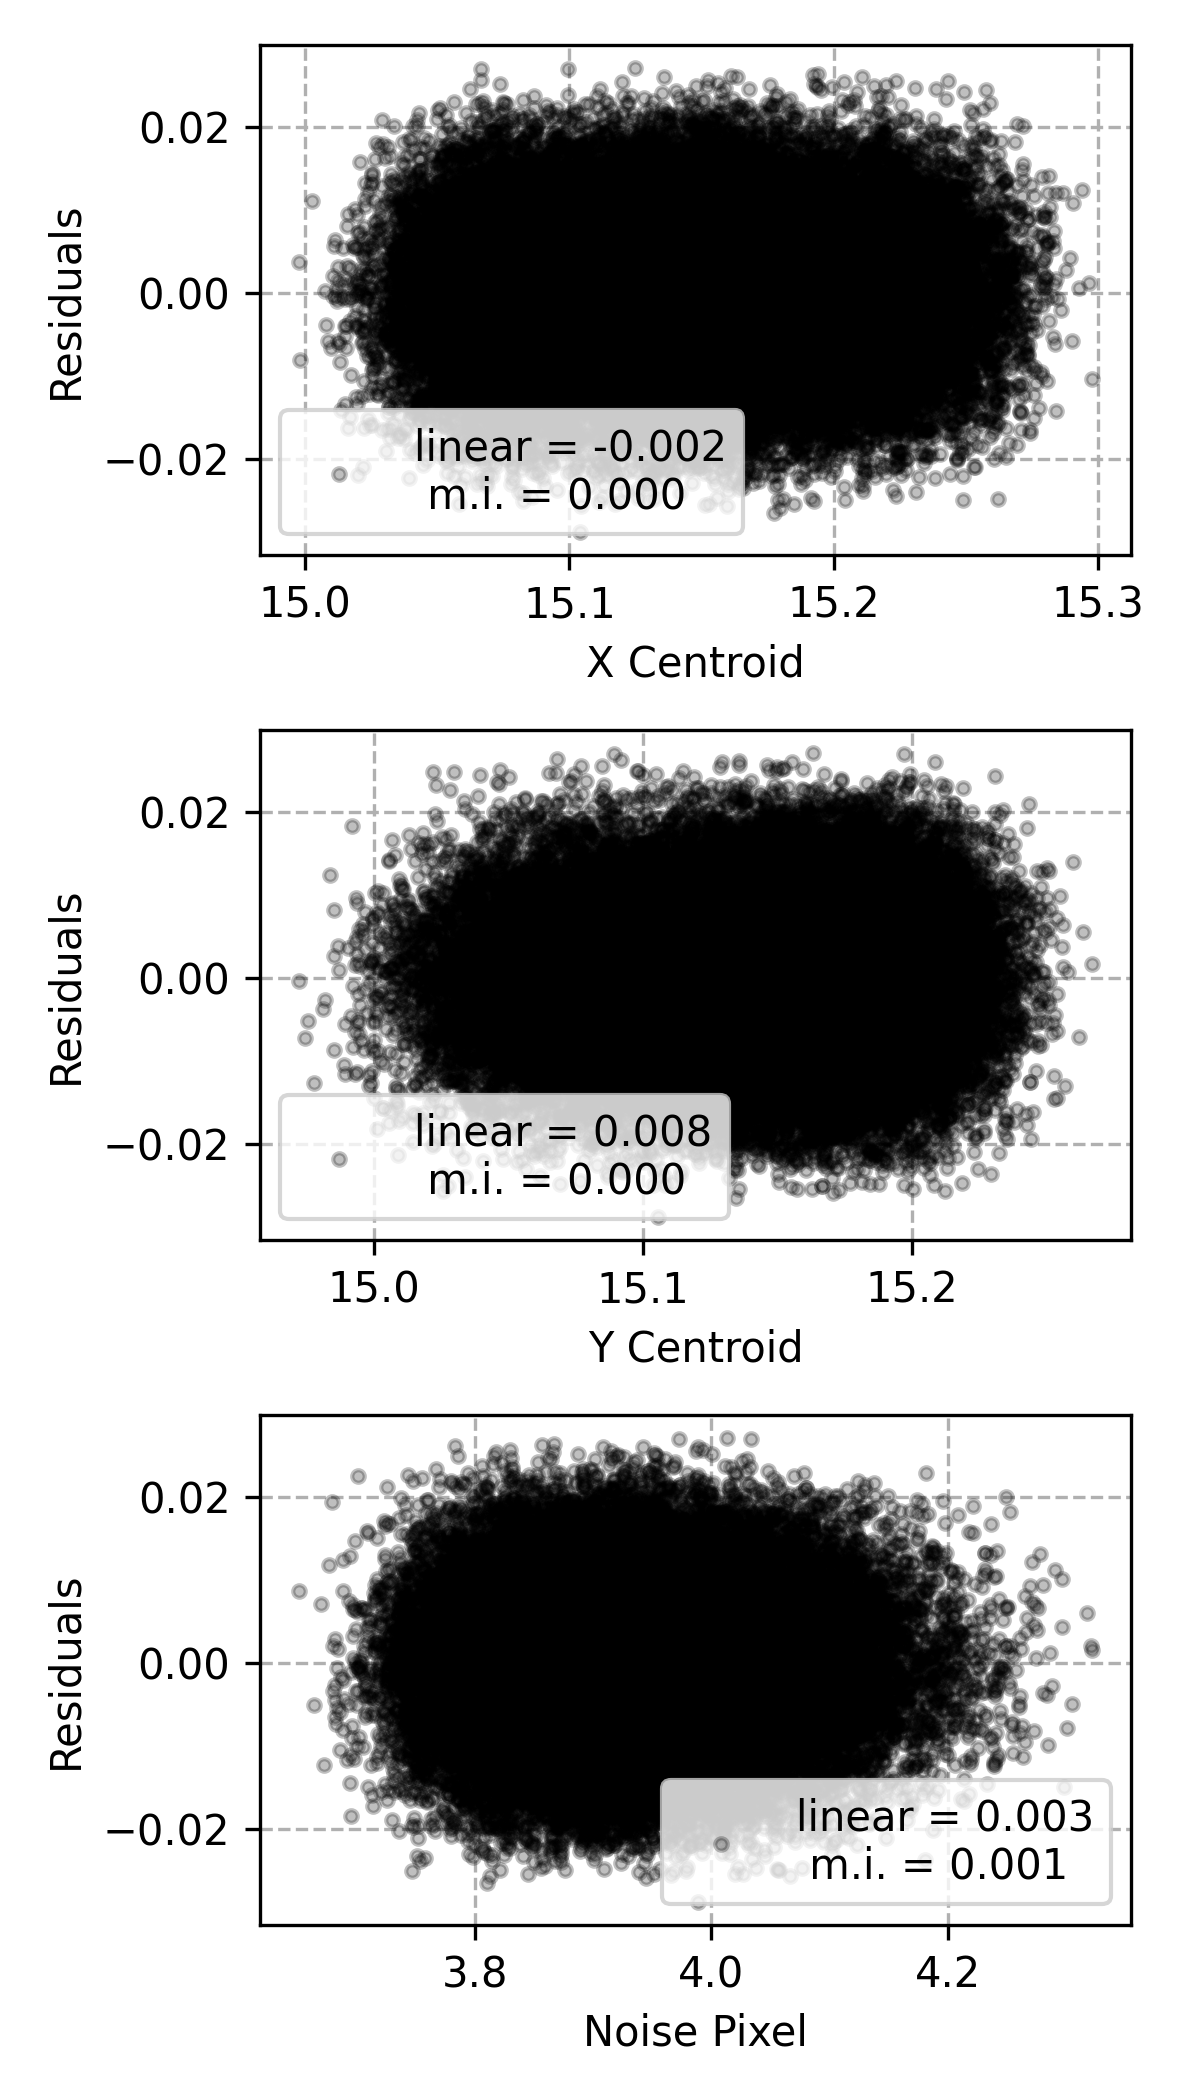 0.02
0.00
−0.02
Residuals
linear = -0.002
m.i. = 0.000
15.0 15.1 15.2 15.3
X Centroid
0.02
0.00
−0.02
Residuals
linear = 0.008
m.i. = 0.000
15.0 15.1 15.2
Y Centroid
0.02
0.00
−0.02
Residuals
linear = 0.003
m.i. = 0.001
3.8 4.0 4.2
Noise Pixel